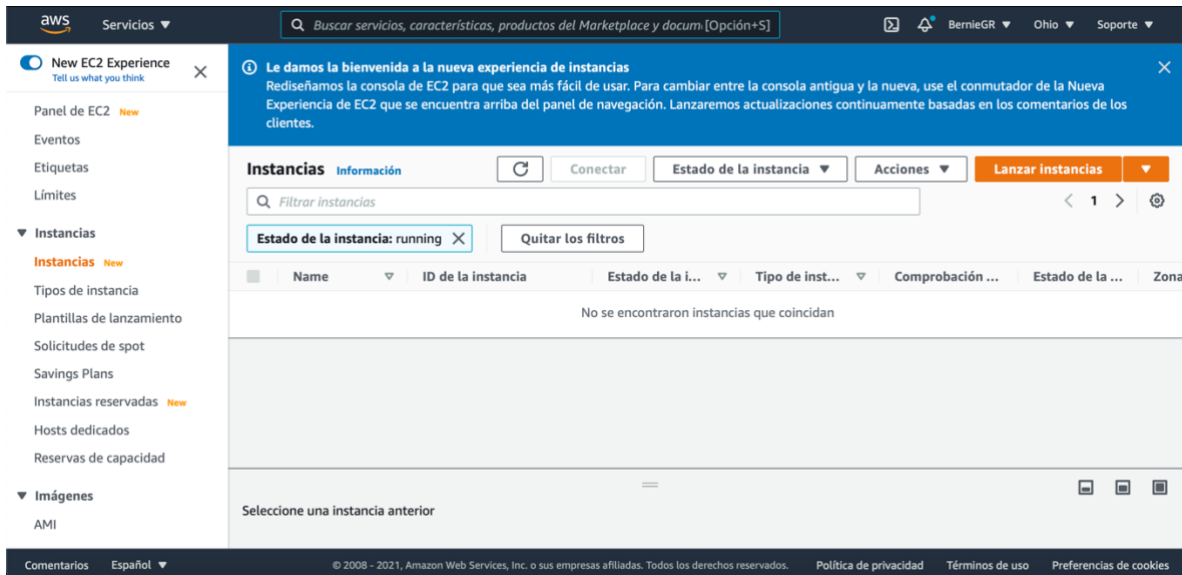 aws Servicios ▼ Buscar servicios, características, productos del Marketplace y docum [Opción+S] BernieGR ▼ Ohio ▼ Soporte ▼
New EC2 Experience
Tell us what you think
Panel de EC2 New
Eventos
Etiquetas
Límites
▼ Instancias
Instancias New
Tipos de instancia
Plantillas de lanzamiento
Solicitudes de spot
Savings Plans
Instancias reservadas New
Hosts dedicados
Reservas de capacidad
▼ Imágenes
AMI
Le damos la bienvenida a la nueva experiencia de instancias
Rediseñamos la consola de EC2 para que sea más fácil de usar. Para cambiar entre la consola antigua y la nueva, use el conmutador de la Nueva
Experiencia de EC2 que se encuentra arriba del panel de navegación. Lanzaremos actualizaciones continuamente basadas en los comentarios de los
clientes.
Instancias Información Conectar Estado de la instancia ▼ Acciones ▼ Lanzar instancias ▼
Filtrar instancias < 1 >
Estado de la instancia: running Quitar los filtros
Name ID de la instancia Estado de la i... Tipo de inst... Comprobación ... Estado de la ... Zona
No se encontraron instancias que coincidan
Seleccione una instancia anterior
Comentarios Español ▼ © 2008 - 2021, Amazon Web Services, Inc. o sus empresas afiliadas. Todos los derechos reservados. Política de privacidad Términos de uso Preferencias de cookies